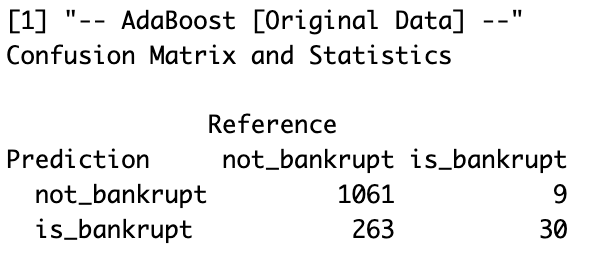 [1] "-- AdaBoost [Original Data] --"
Confusion Matrix and Statistics
Reference
Prediction not_bankrupt is_bankrupt
not_bankrupt 1061 9
is_bankrupt 263 30